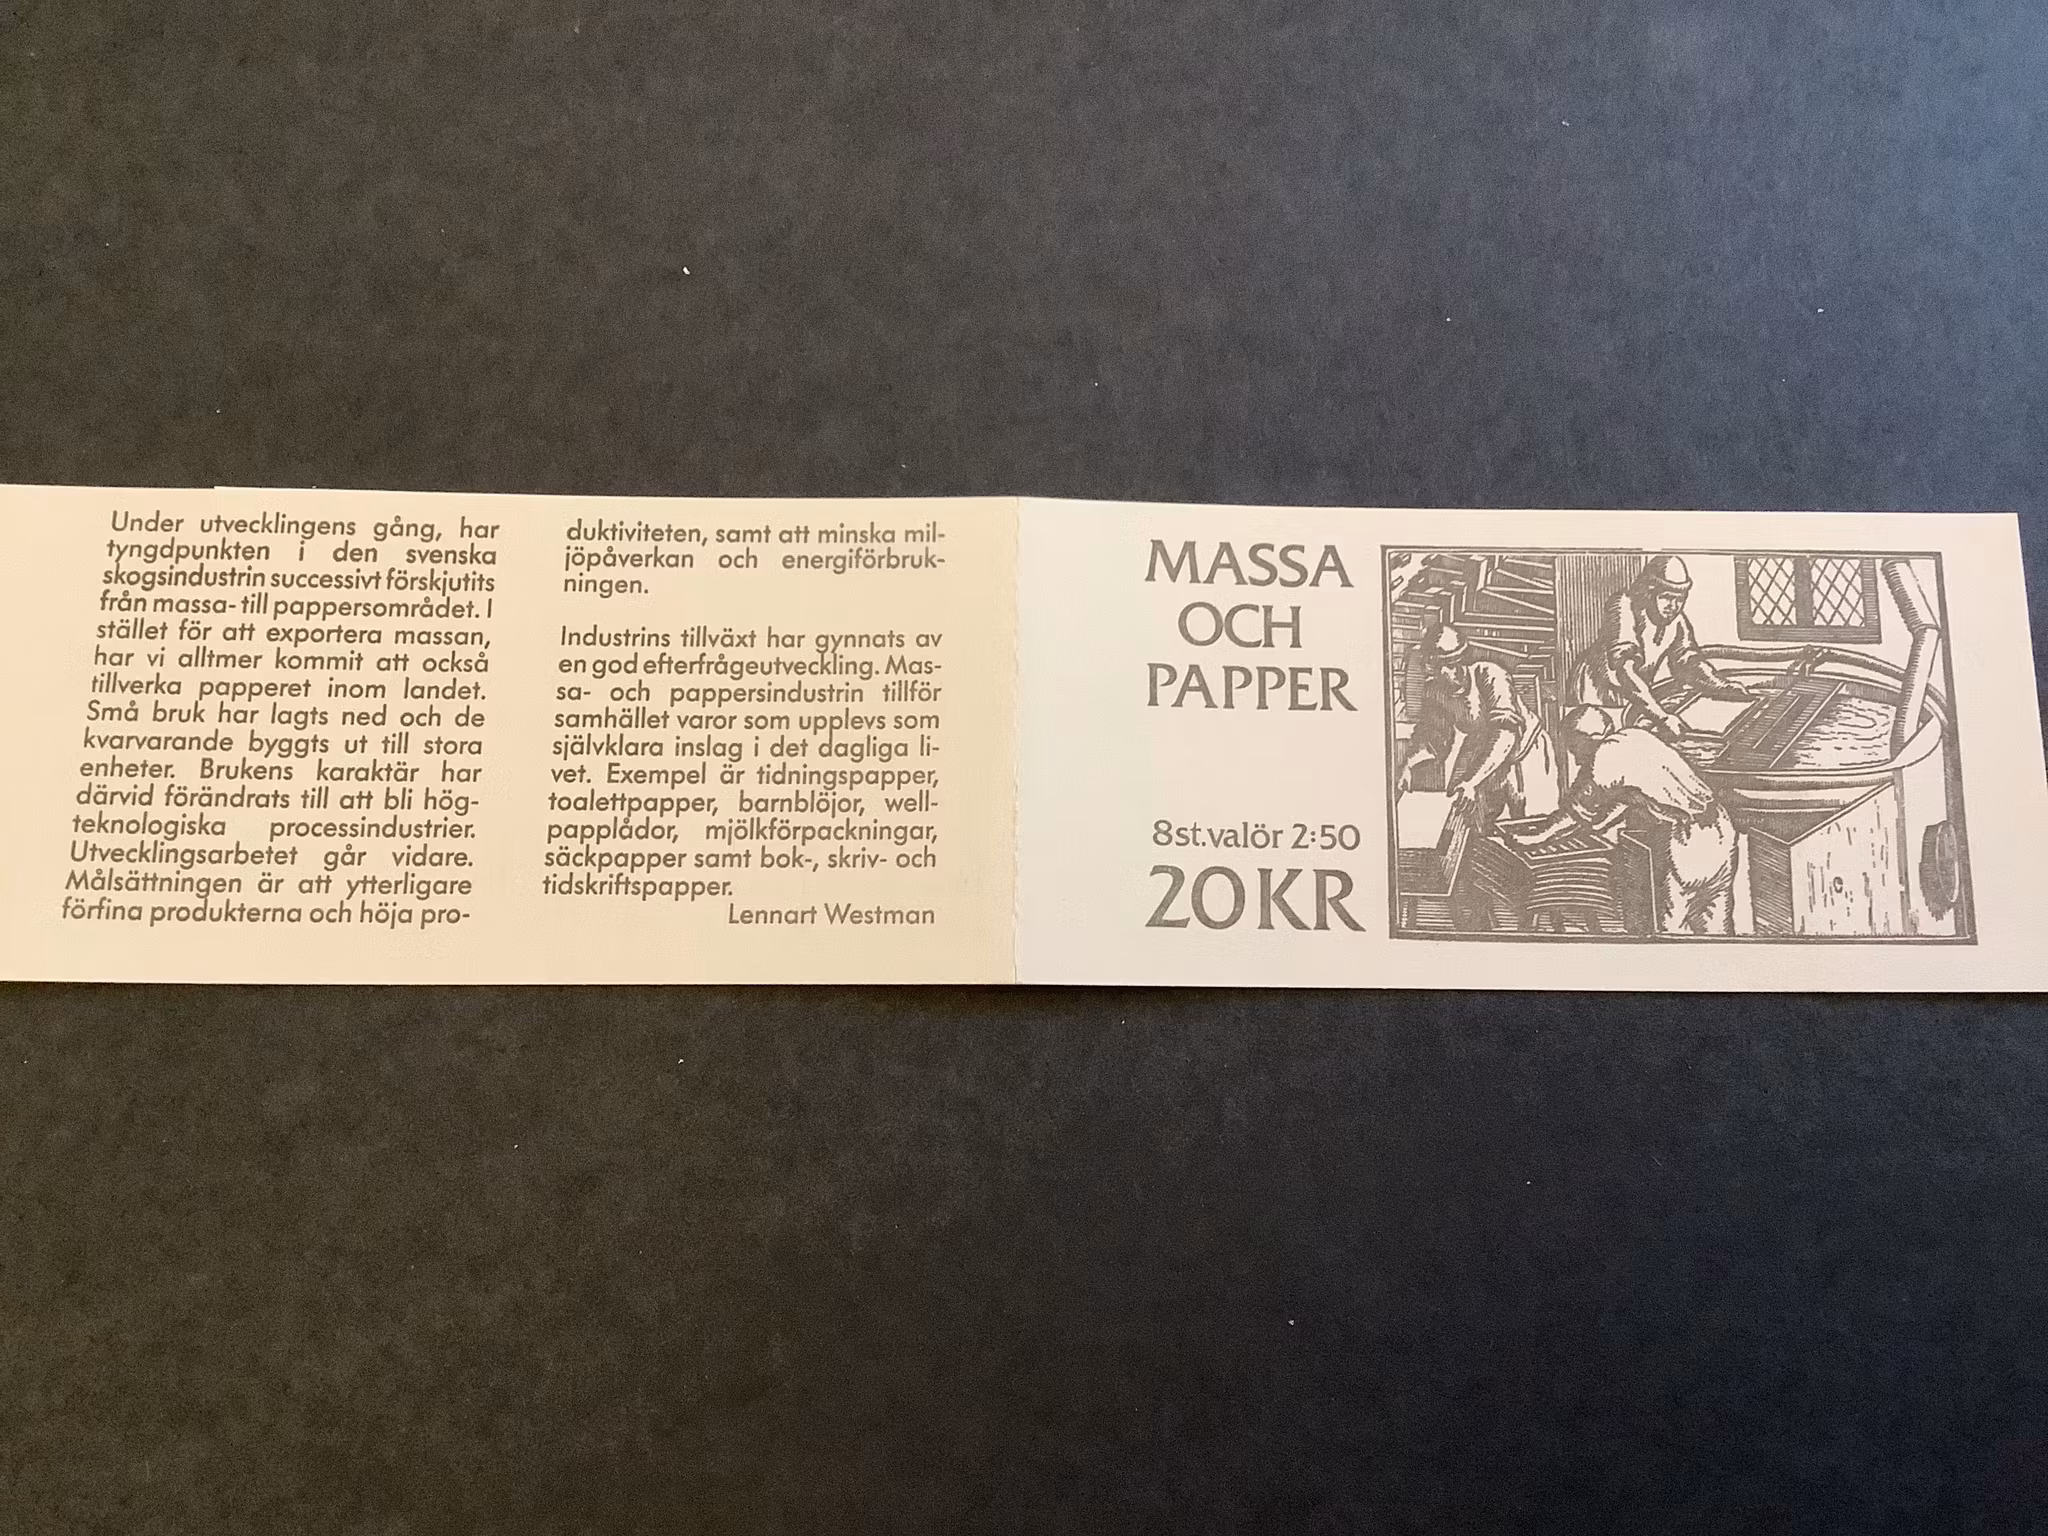 Under utvecklingens gång, har
tyngdpunkten i den svenska
skogsindustrin successivt förskjutits
från massa- till pappersområdet. I
stället för att exportera massan,
har vi alltmer kommit att också
tillverka papperet inom landet.
Små bruk har lagts ned och de
kvarvarande byggts ut till stora
enheter. Brukens karaktär har
därvid förändrats till att bli hög-
teknologiska processindustrier.
Utvecklingsarbetet går vidare.
Målsättningen är att ytterligare
förfina produkterna och höja pro-
duktiviteten, samt att minska mil-
jöpåverkan och energiförbruk-
ningen.
Industrins tillväxt har gynnats av
en god efterfrågeutveckling. Mas-
sa- och pappersindustrin tillför
samhället varor som upplevs som
självklara inslag i det dagliga li-
vet. Exempel är tidningspapper,
toalettpapper, barnblöjor, well-
papplådor, mjölkförpackningar,
säckpapper samt bok-, skriv- och
tidskriftspapper.
Lennart Westman
MASSA
OCH
PAPPER
8st.valör 2:50
20KR